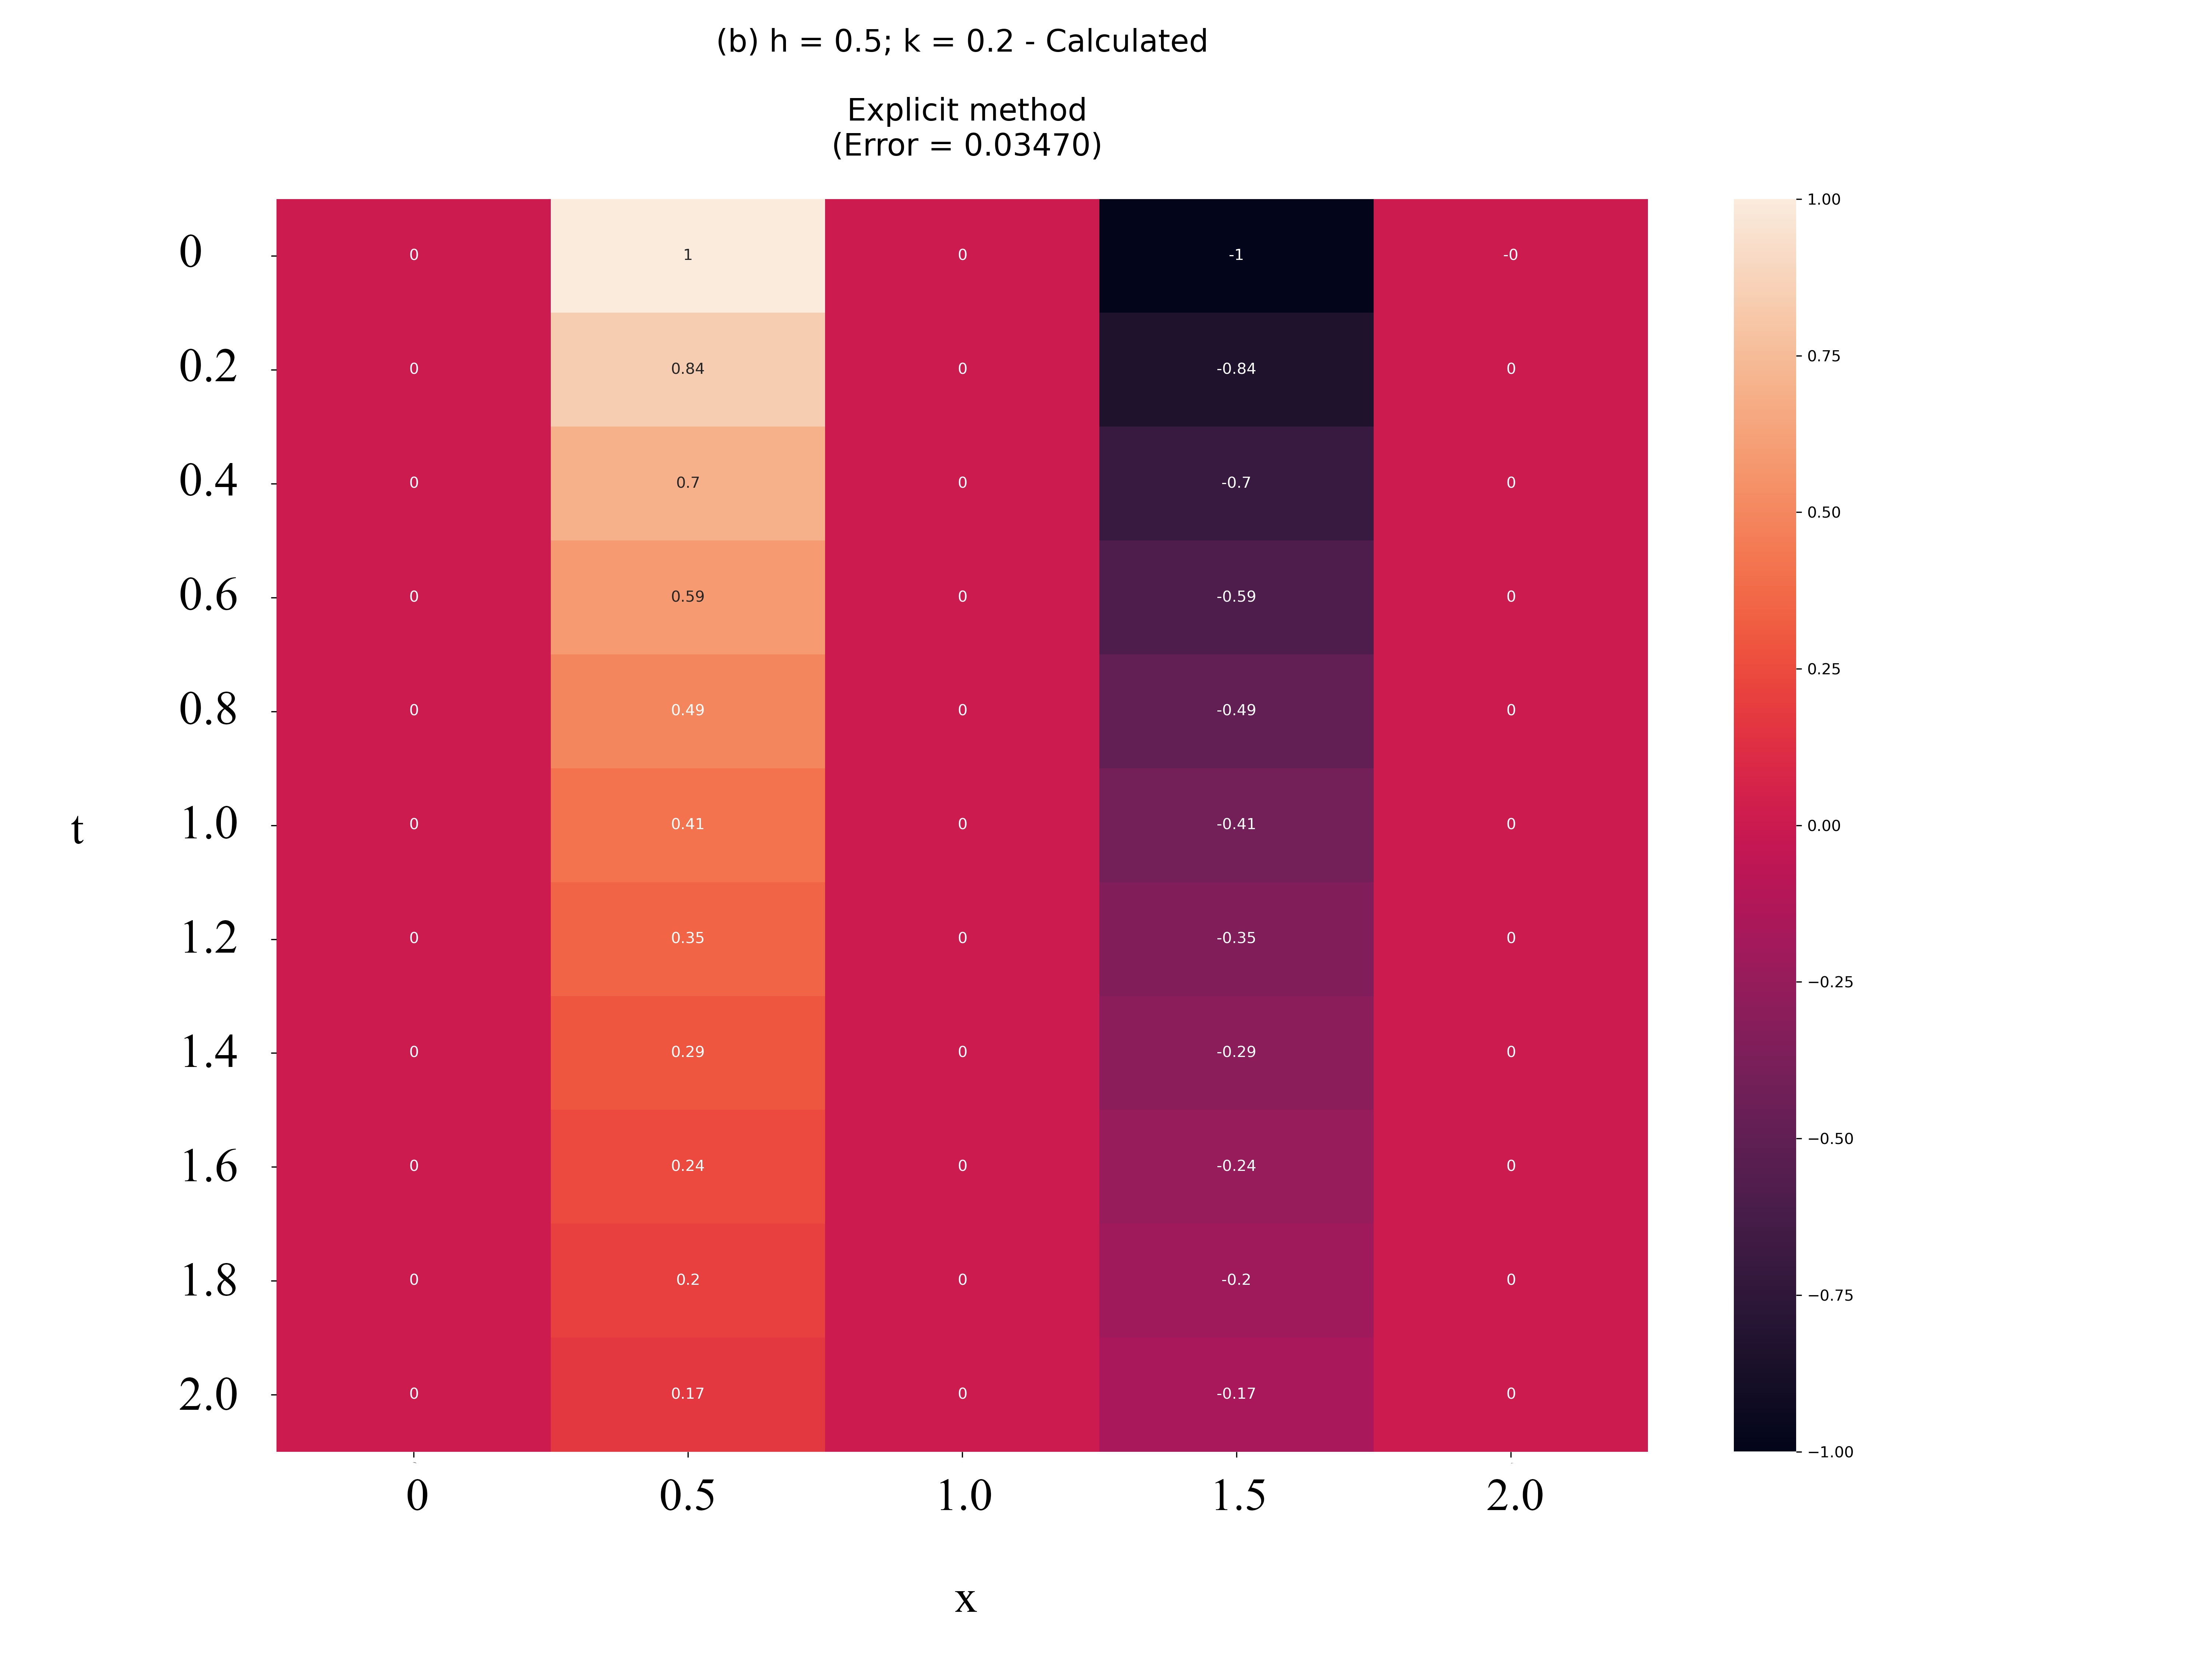 (b) h = 0.5; k = 0.2 - Calculated
Explicit method
(Error = 0.03470)
0 0 1 0 -1 -0
0.2 0 0.84 0 -0.84 0
0.4 0 0.7 0 -0.7 0
0.6 0 0.59 0 -0.59 0
0.8 0 0.49 0 -0.49 0
1.0 0 0.41 0 -0.41 0
t
1.2 0 0.35 0 -0.35 0
1.4 0 0.29 0 -0.29 0
1.6 0 0.24 0 -0.24 0
1.8 0 0.2 0 -0.2 0
2.0 0 0.17 0 -0.17 0
0 0.5 1.0 1.5 2.0
x
1.00
0.75
0.50
0.25
0.00
−0.25
−0.50
−0.75
−1.00